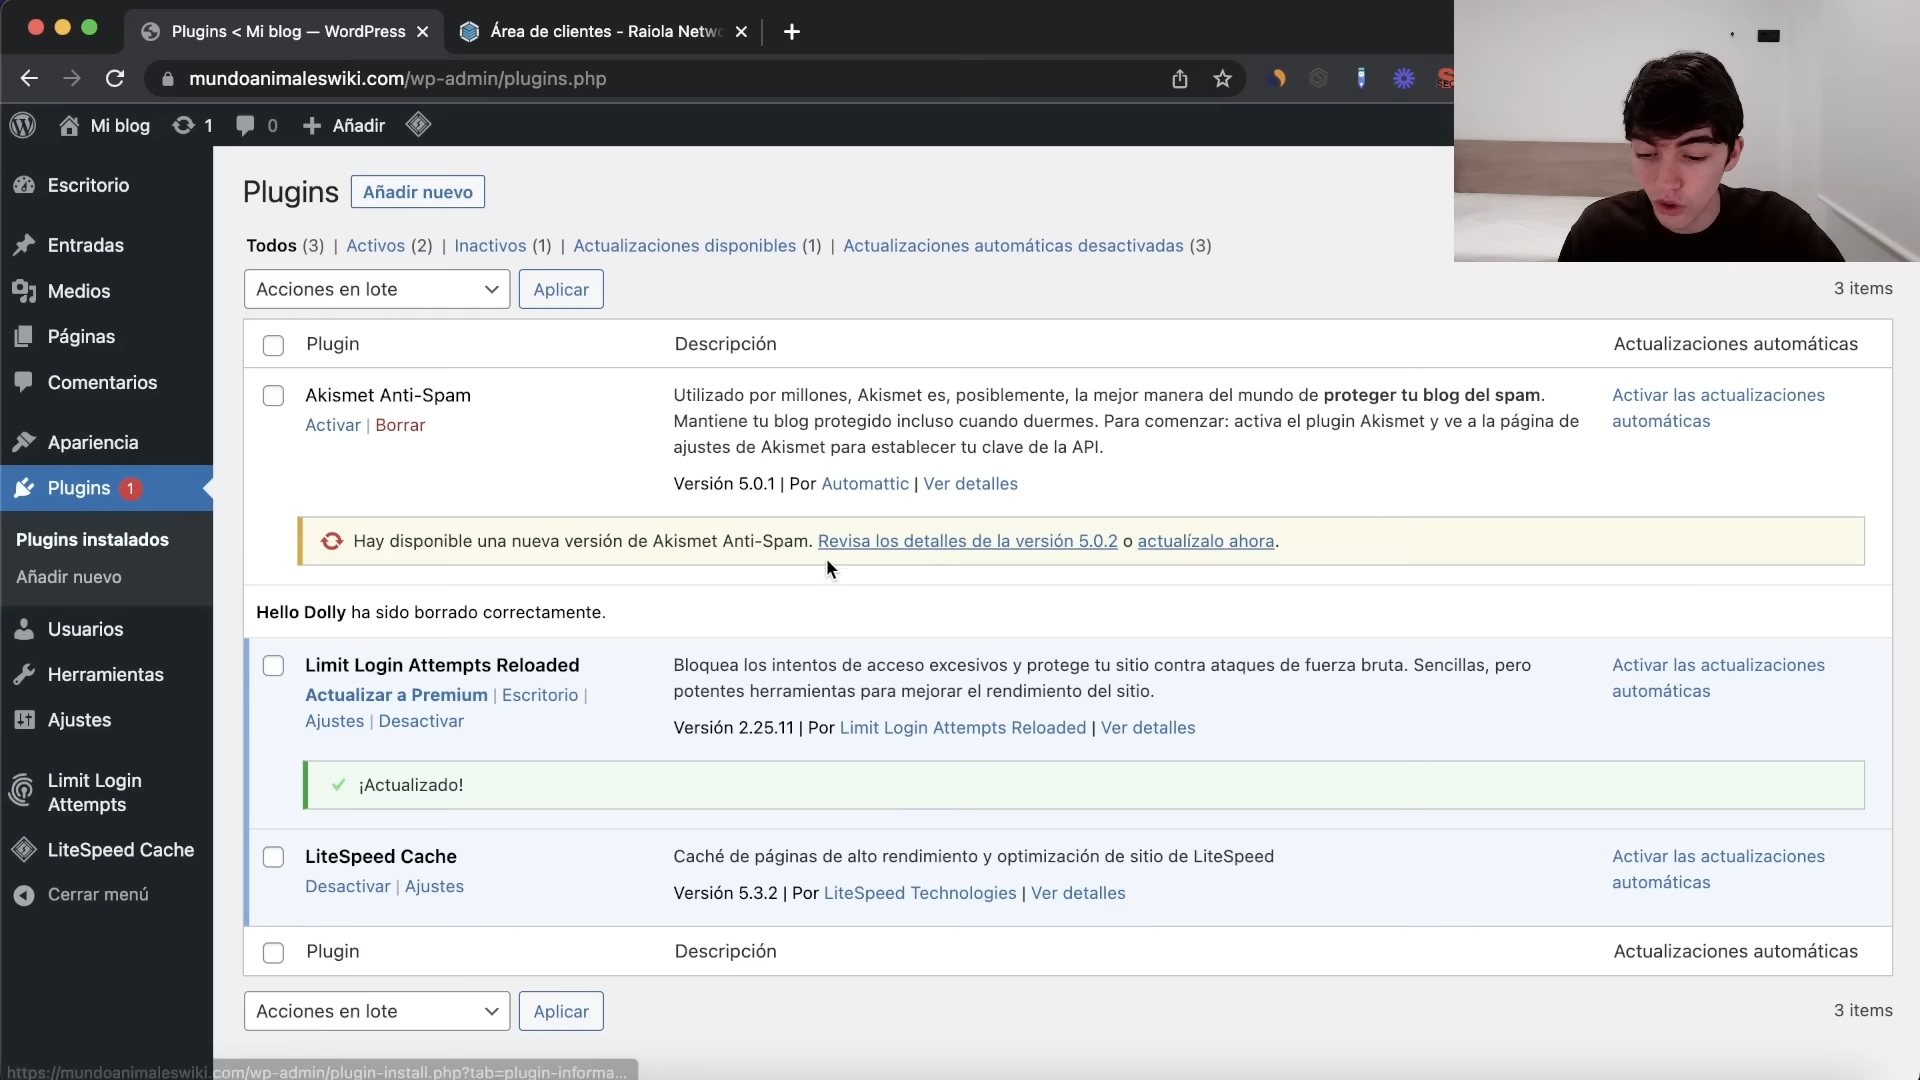 Plugins < Mi blog — WordPress
Área de clientes - Raiola Netwo
mundoanimaleswiki.com/wp-admin/plugins.php
Mi blog
1
0
Añadir
Escritorio
Entradas
Medios
Páginas
Comentarios
Apariencia
Plugins 1
Plugins instalados
Añadir nuevo
Usuarios
Herramientas
Ajustes
Limit Login
Attempts
LiteSpeed Cache
Cerrar menú
Plugins
Añadir nuevo
Todos (3) | Activos (2) | Inactivos (1) | Actualizaciones disponibles (1) | Actualizaciones automáticas desactivadas (3)
Acciones en lote
Aplicar
3 items
Plugin
Descripción
Actualizaciones automáticas
Akismet Anti-Spam
Activar | Borrar
Utilizado por millones, Akismet es, posiblemente, la mejor manera del mundo de proteger tu blog del spam.
Mantiene tu blog protegido incluso cuando duermes. Para comenzar: activa el plugin Akismet y ve a la página de
ajustes de Akismet para establecer tu clave de la API.
Versión 5.0.1 | Por Automattic | Ver detalles
Activar las actualizaciones
automáticas
Hay disponible una nueva versión de Akismet Anti-Spam. Revisa los detalles de la versión 5.0.2 o actualízalo ahora.
Hello Dolly ha sido borrado correctamente.
Limit Login Attempts Reloaded
Actualizar a Premium | Escritorio |
Ajustes | Desactivar
Bloquea los intentos de acceso excesivos y protege tu sitio contra ataques de fuerza bruta. Sencillas, pero
potentes herramientas para mejorar el rendimiento del sitio.
Versión 2.25.11 | Por Limit Login Attempts Reloaded | Ver detalles
Activar las actualizaciones
automáticas
¡Actualizado!
LiteSpeed Cache
Desactivar | Ajustes
Caché de páginas de alto rendimiento y optimización de sitio de LiteSpeed
Versión 5.3.2 | Por LiteSpeed Technologies | Ver detalles
Activar las actualizaciones
automáticas
Plugin
Descripción
Actualizaciones automáticas
Acciones en lote
Aplicar
3 items
https://mundoanimaleswiki.com/wp-admin/plugin-install.php?tab=plugin-informa...